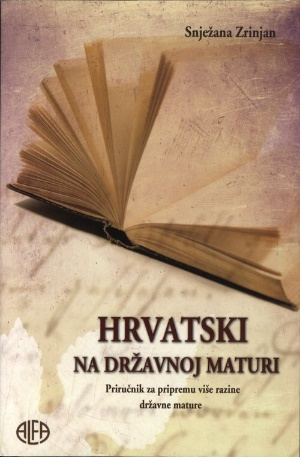 Snježana Zrinjan
HRVATSKI
NA DRŽAVNOJ MATURI
Priručnik za pripremu više razine
državne mature
ALFA